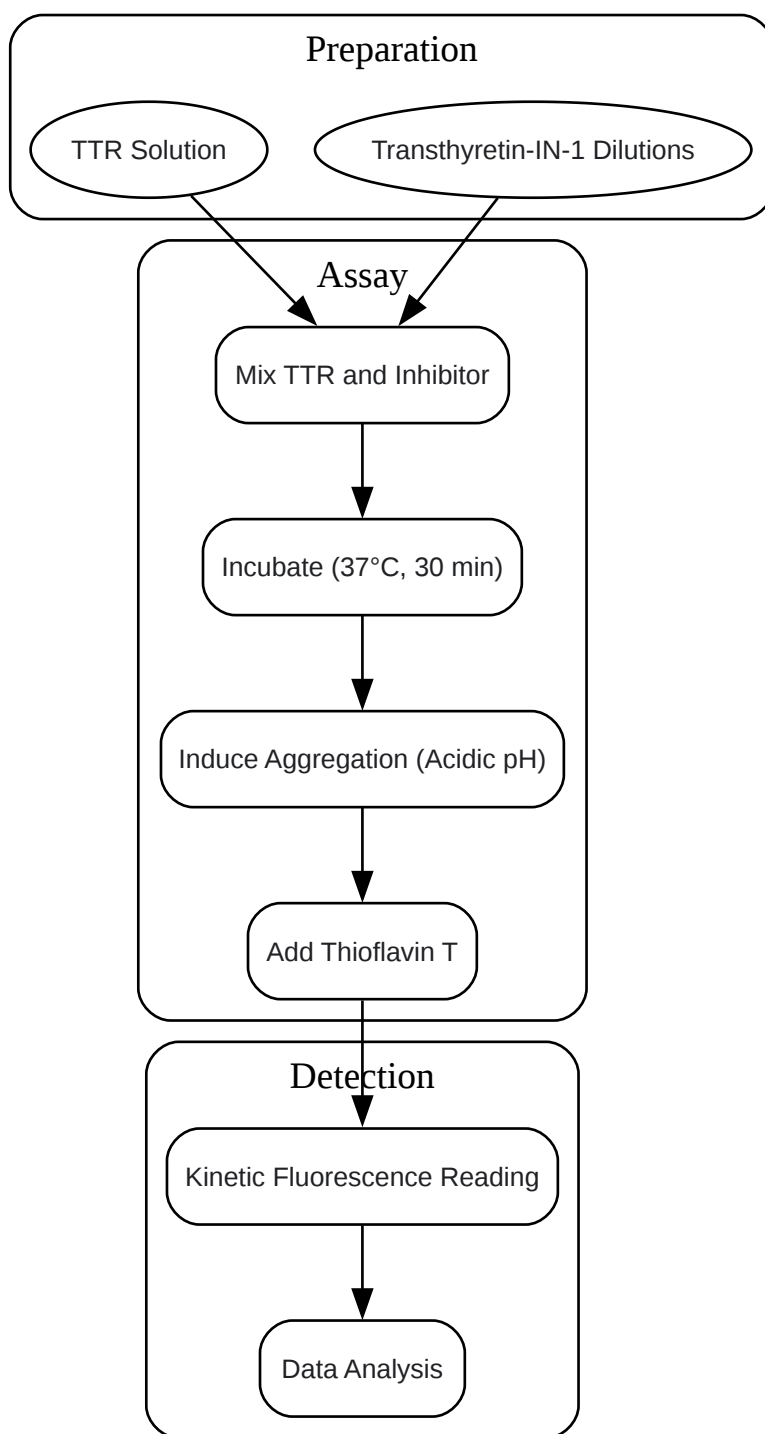 Preparation
TTR Solution
Transthyretin-IN-1 Dilutions
Assay
Mix TTR and Inhibitor
Incubate (37°C, 30 min)
Induce Aggregation (Acidic pH)
Add Thioflavin T
Detection
Kinetic Fluorescence Reading
Data Analysis